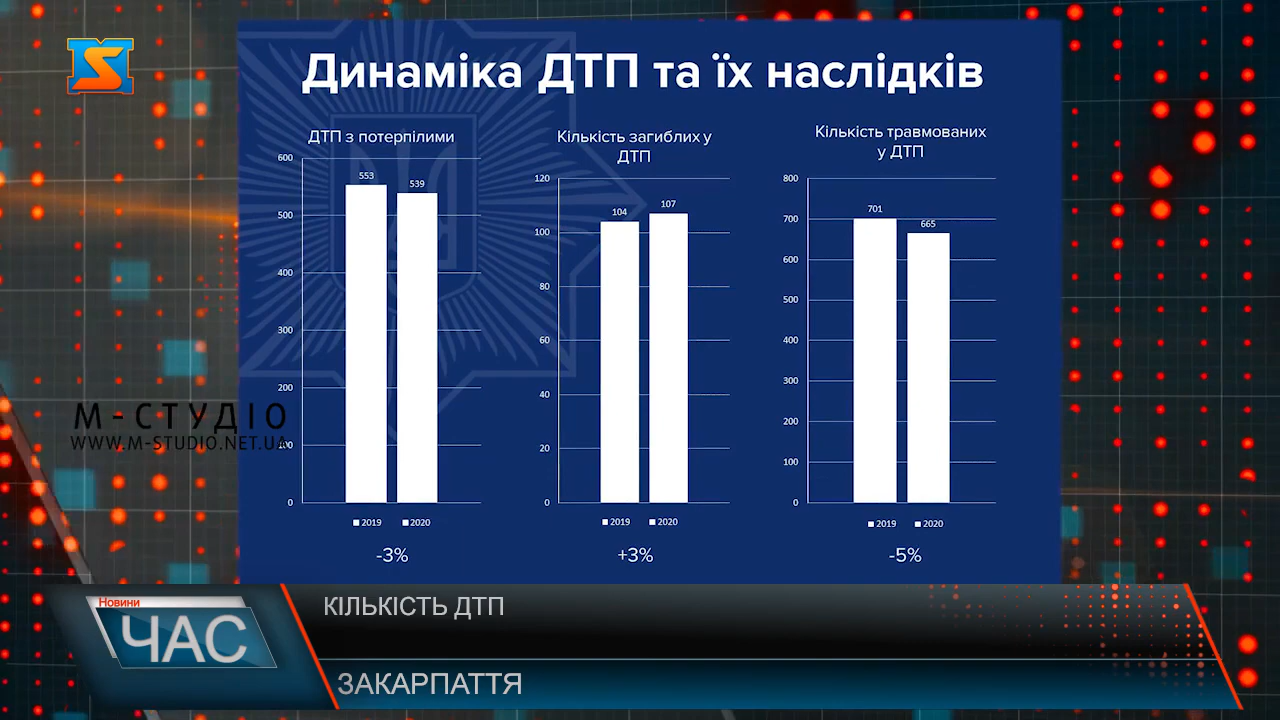 Динаміка ДТП та їх наслідків
ДТП з потерпілими
600
500
400
300
200
100
0
553
539
2019 2020
-3%
Кількість загиблих у
ДТП
120
100
80
60
40
20
0
104
107
2019 2020
+3%
Кількість травмованих
у ДТП
800
700
600
500
400
300
200
100
0
701
665
2019 2020
-5%
М-СТУДІО
WWW.M-STUDIO.NET.UA
Новини
ЧАС
КІЛЬКІСТЬ ДТП
ЗАКАРПАТТЯ